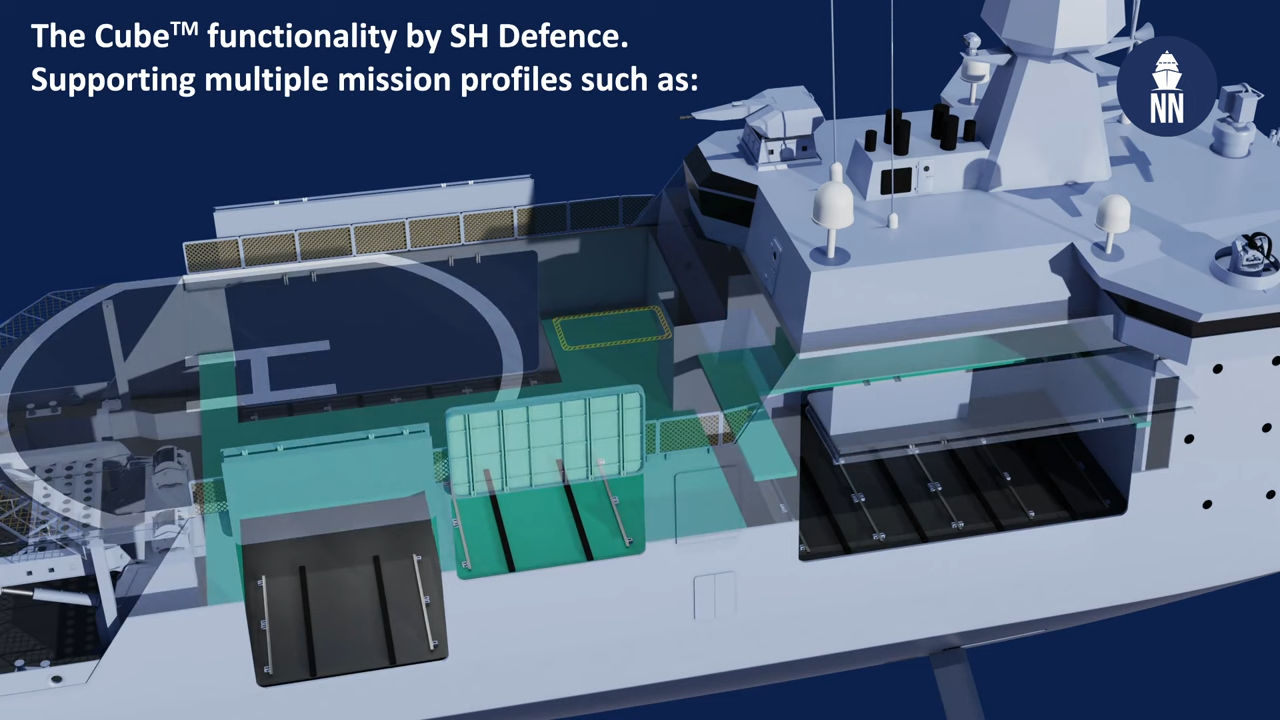 The Cube™ functionality by SH Defence.
Supporting multiple mission profiles such as:
NN
H